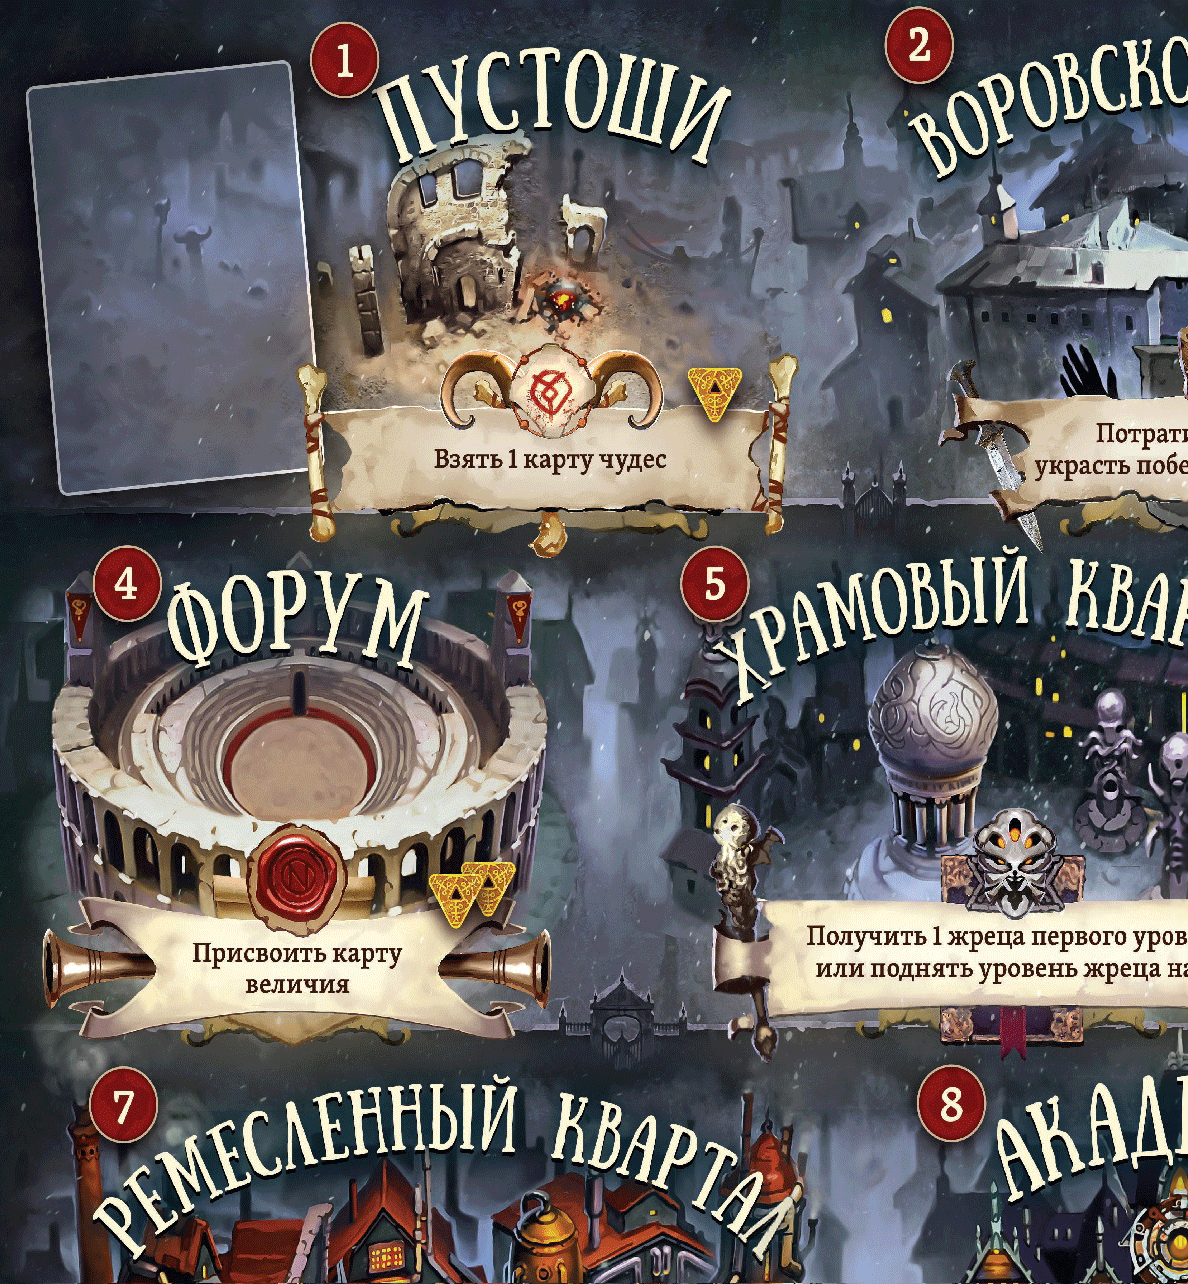 1
ПУСТОШИ
Взять 1 карту чудес
2
ВОРОВСКО
Потрати
украсть побе
4
ФОРУМ
Присвоить карту
величия
5
ХРАМОВЫЙ КВАР
Получить 1 жреца первого уров
или поднять уровень жреца на
7
РЕМЕСЛЕННЫЙ КВАРТАЛ
8
АКАДЕ